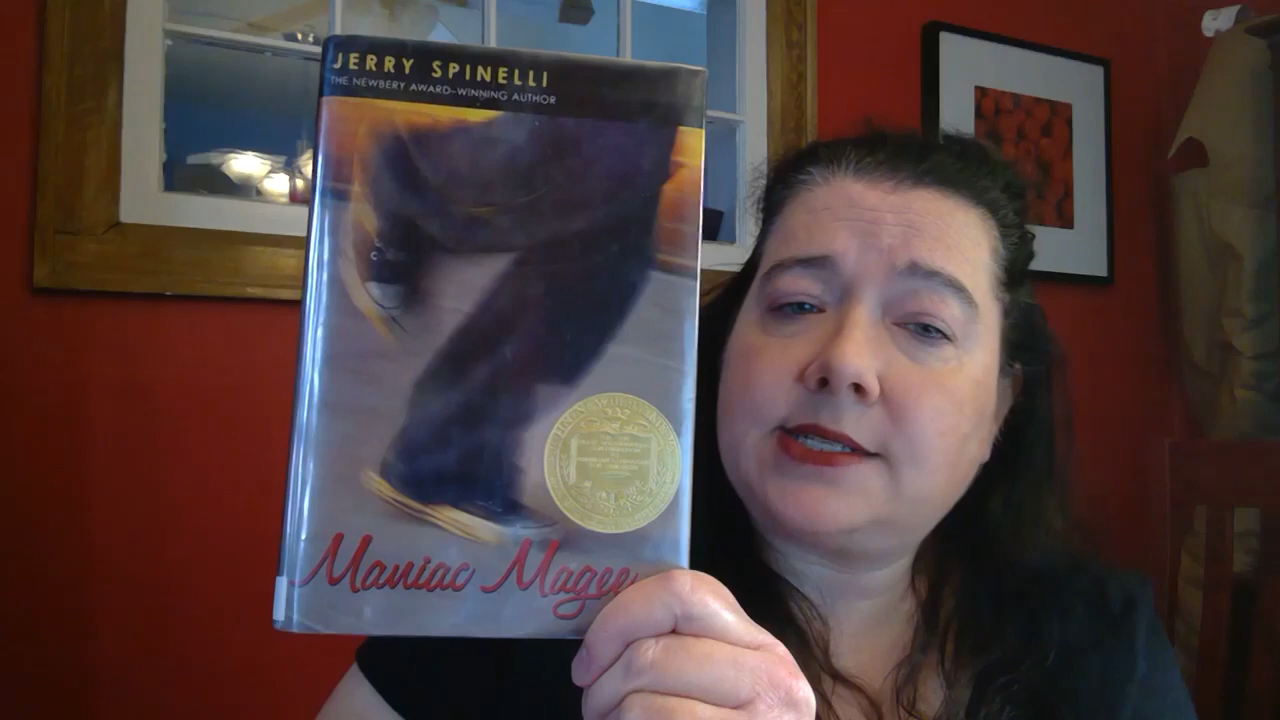 JERRY SPINELLI
THE NEWBERY AWARD–WINNING AUTHOR
Maniac Magee